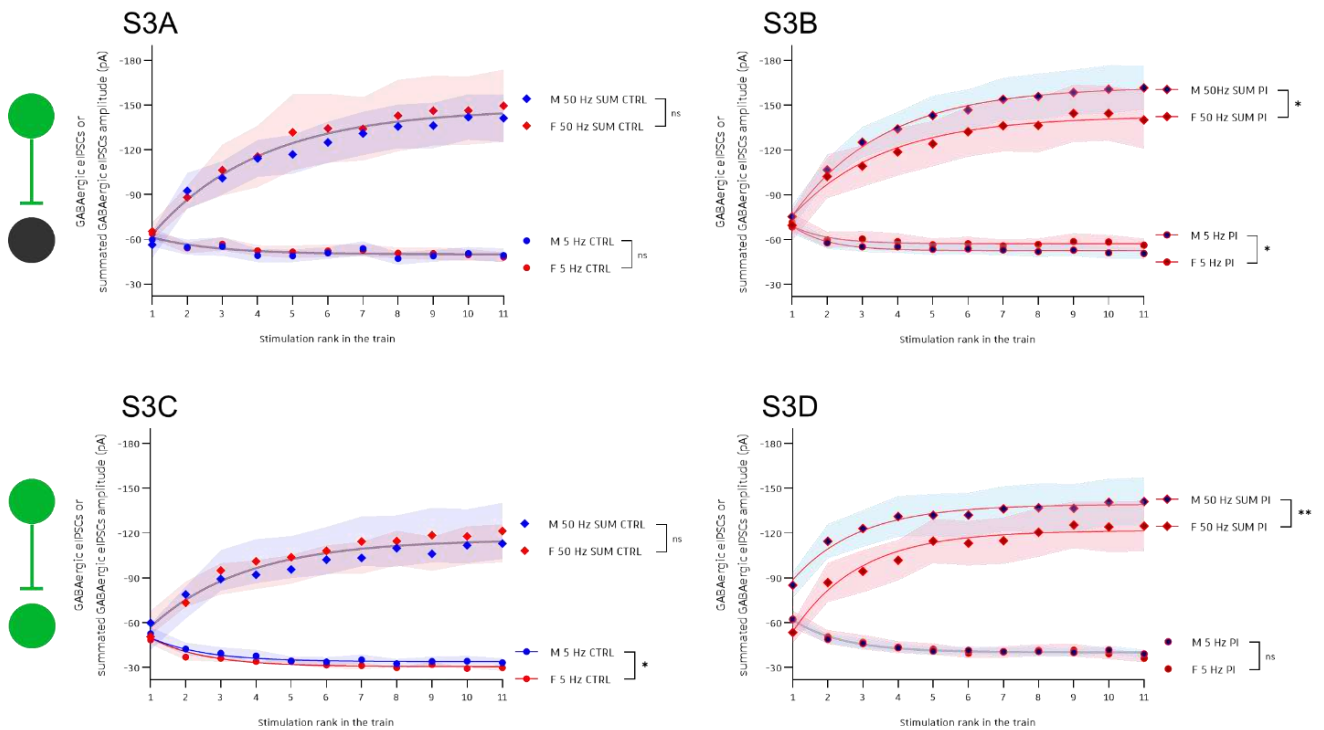 S3A
GABAergic eIPSCs or
summated GABAergic eIPSCs amplitude (pA)
-180
-150
-120
-90
-60
-30
1 2 3 4 5 6 7 8 9 10 11
Stimulation rank in the train
M 50 Hz SUM CTRL
F 50 Hz SUM CTRL
ns
M 5 Hz CTRL
F 5 Hz CTRL
ns
S3B
GABAergic eIPSCs or
summated GABAergic eIPSCs amplitude (pA)
-180
-150
-120
-90
-60
-30
1 2 3 4 5 6 7 8 9 10 11
Stimulation rank in the train
M 50Hz SUM PI
F 50 Hz SUM PI
*
M 5 Hz PI
F 5 Hz PI
*
S3C
GABAergic eIPSCs or
summated GABAergic eIPSCs amplitude (pA)
-180
-150
-120
-90
-60
-30
1 2 3 4 5 6 7 8 9 10 11
Stimulation rank in the train
M 50 Hz SUM CTRL
F 50 Hz SUM CTRL
ns
M 5 Hz CTRL
F 5 Hz CTRL
*
S3D
GABAergic eIPSCs or
summated GABAergic eIPSCs amplitude (pA)
-180
-150
-120
-90
-60
-30
1 2 3 4 5 6 7 8 9 10 11
Stimulation rank in the train
M 50 Hz SUM PI
F 50 Hz SUM PI
**
M 5 Hz PI
F 5 Hz PI
ns